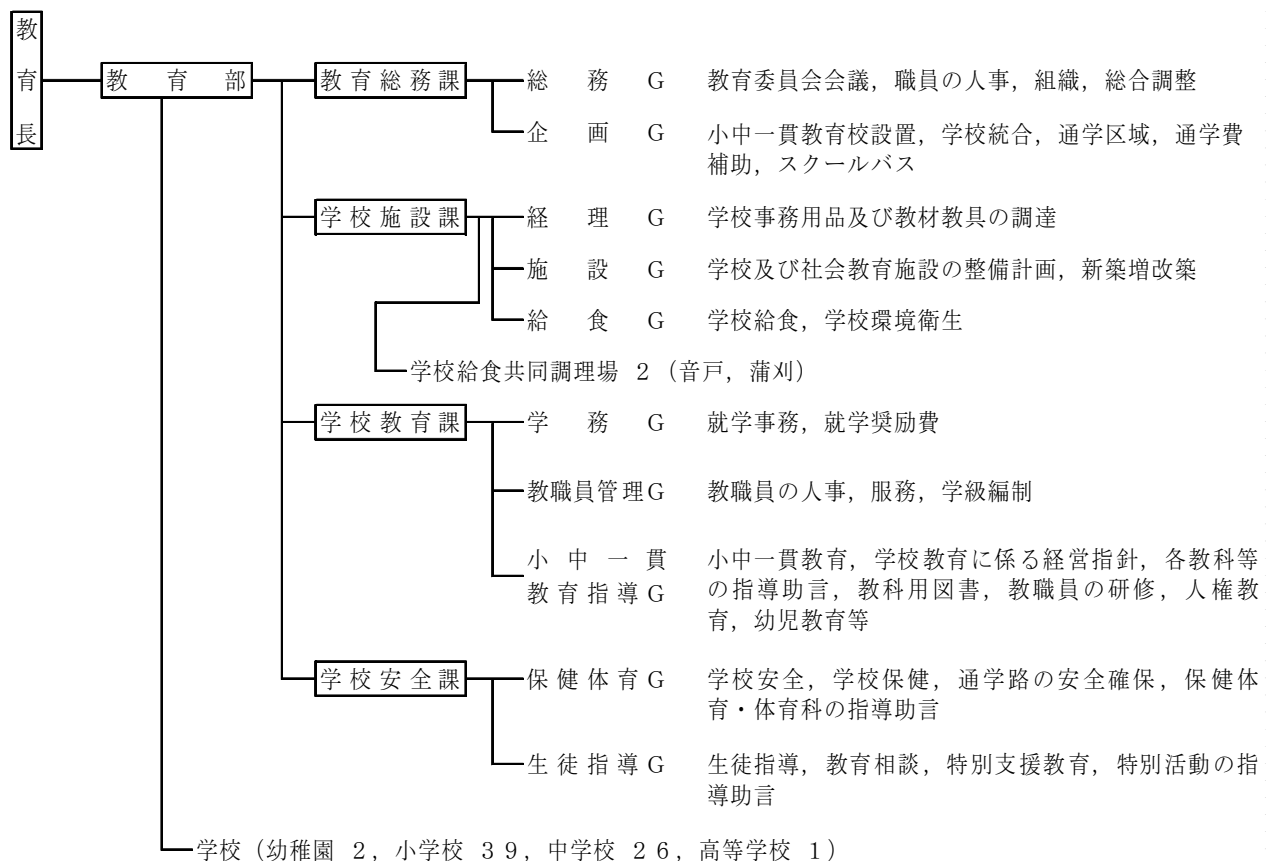 教育長
教育部
教育総務課
総務G 教育委員会会議，職員の人事，組織，総合調整
企画G 小中一貫教育校設置，学校統合，通学区域，通学費
補助，スクールバス
学校施設課
経理G 学校事務用品及び教材教具の調達
施設G 学校及び社会教育施設の整備計画，新築増改築
給食G 学校給食，学校環境衛生
学校給食共同調理場 2 （音戸，蒲刈）
学校教育課
学務G 就学事務，就学奨励費
教職員管理G 教職員の人事，服務，学級編制
小中一貫 小中一貫教育，学校教育に係る経営指針，各教科等
教育指導G の指導助言，教科用図書，教職員の研修，人権教
育，幼児教育等
学校安全課
保健体育G 学校安全，学校保健，通学路の安全確保，保健体
育・体育科の指導助言
生徒指導G 生徒指導，教育相談，特別支援教育，特別活動の指
導助言
学校（幼稚園 2，小学校 39，中学校 26，高等学校 1）